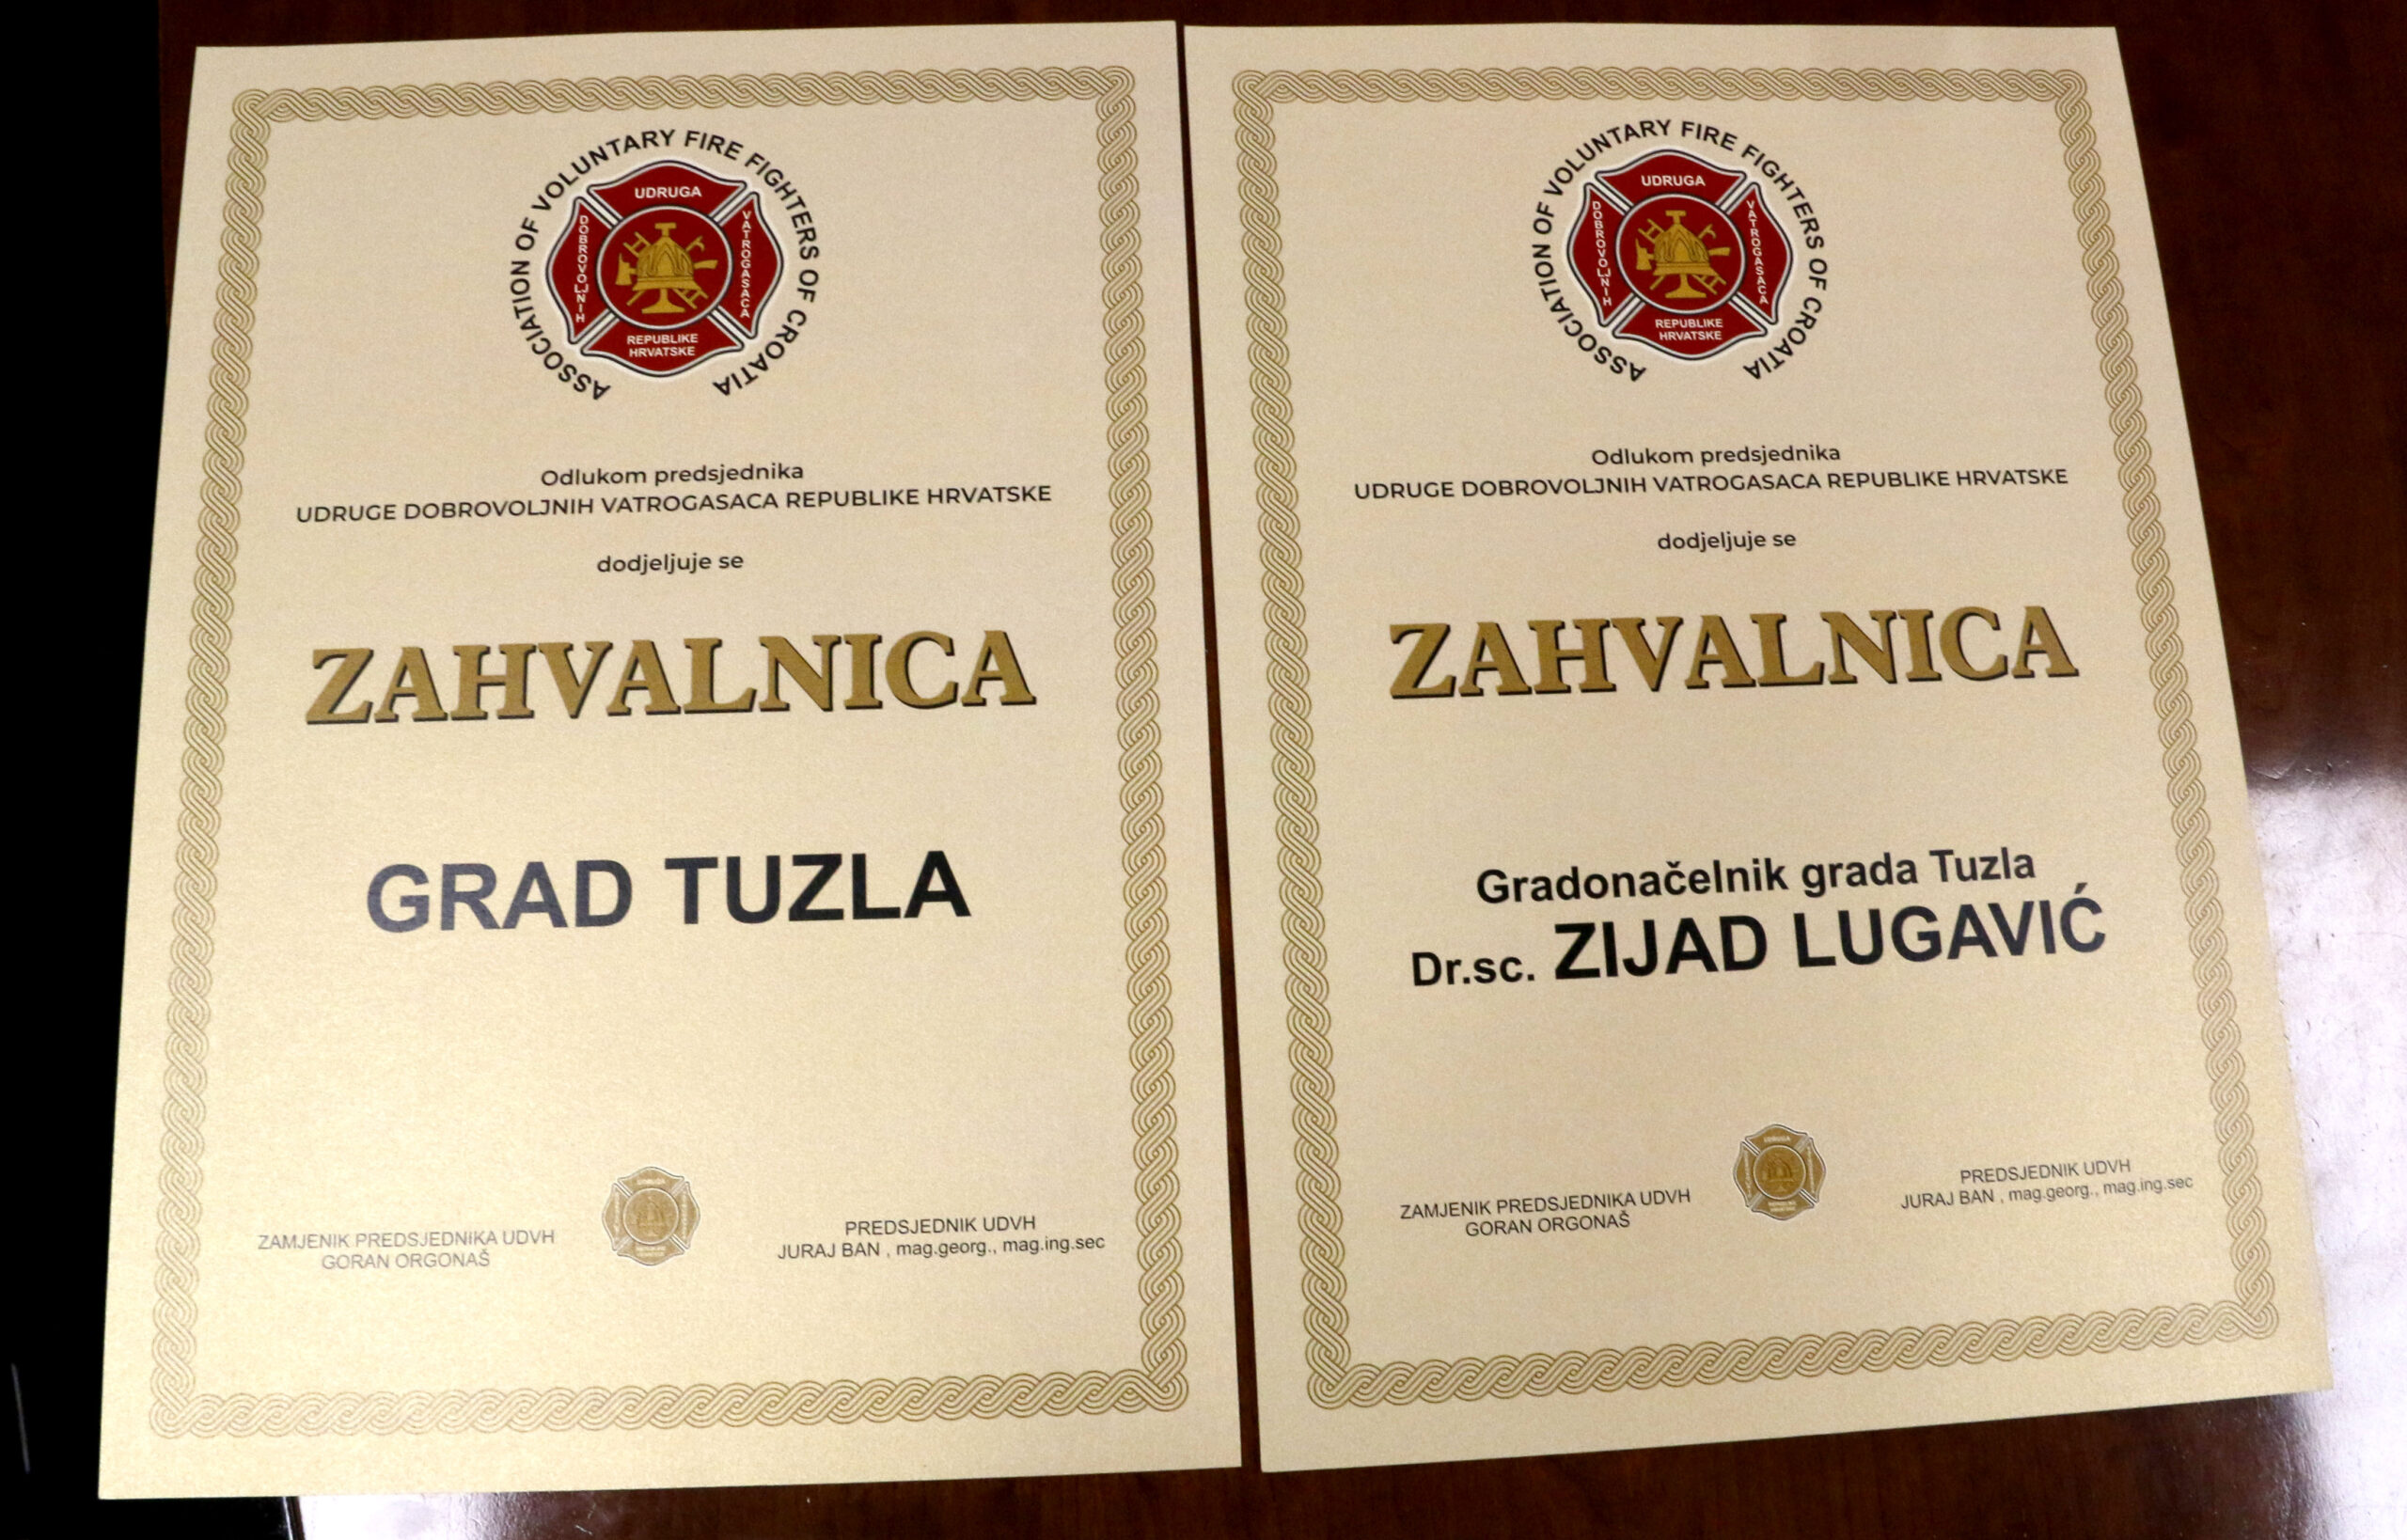 ASSOCIATION OF VOLUNTARY FIRE FIGHTERS OF CROATIA
UDRUGA
DOBROVOLJNIH
VATROGASACA
REPUBLIKE
HRVATSKE
Odlukom predsjednika
UDRUGE DOBROVOLJNIH VATROGASACA REPUBLIKE HRVATSKE
dodjeljuje se
ZAHVALNICA
GRAD TUZLA
ZAMJENIK PREDSJEDNIKA UDVH
GORAN ORGONAŠ
PREDSJEDNIK UDVH
JURAJ BAN , mag.georg., mag.ing.sec
ASSOCIATION OF VOLUNTARY FIRE FIGHTERS OF CROATIA
UDRUGA
DOBROVOLJNIH
VATROGASACA
REPUBLIKE
HRVATSKE
Odlukom predsjednika
UDRUGE DOBROVOLJNIH VATROGASACA REPUBLIKE HRVATSKE
dodjeljuje se
ZAHVALNICA
Gradonačelnik grada Tuzla
Dr.sc. ZIJAD LUGAVIĆ
ZAMJENIK PREDSJEDNIKA UDVH
GORAN ORGONAŠ
UDRUGA
PREDSJEDNIK UDVH
JURAJ BAN , mag.georg., mag.ing.sec